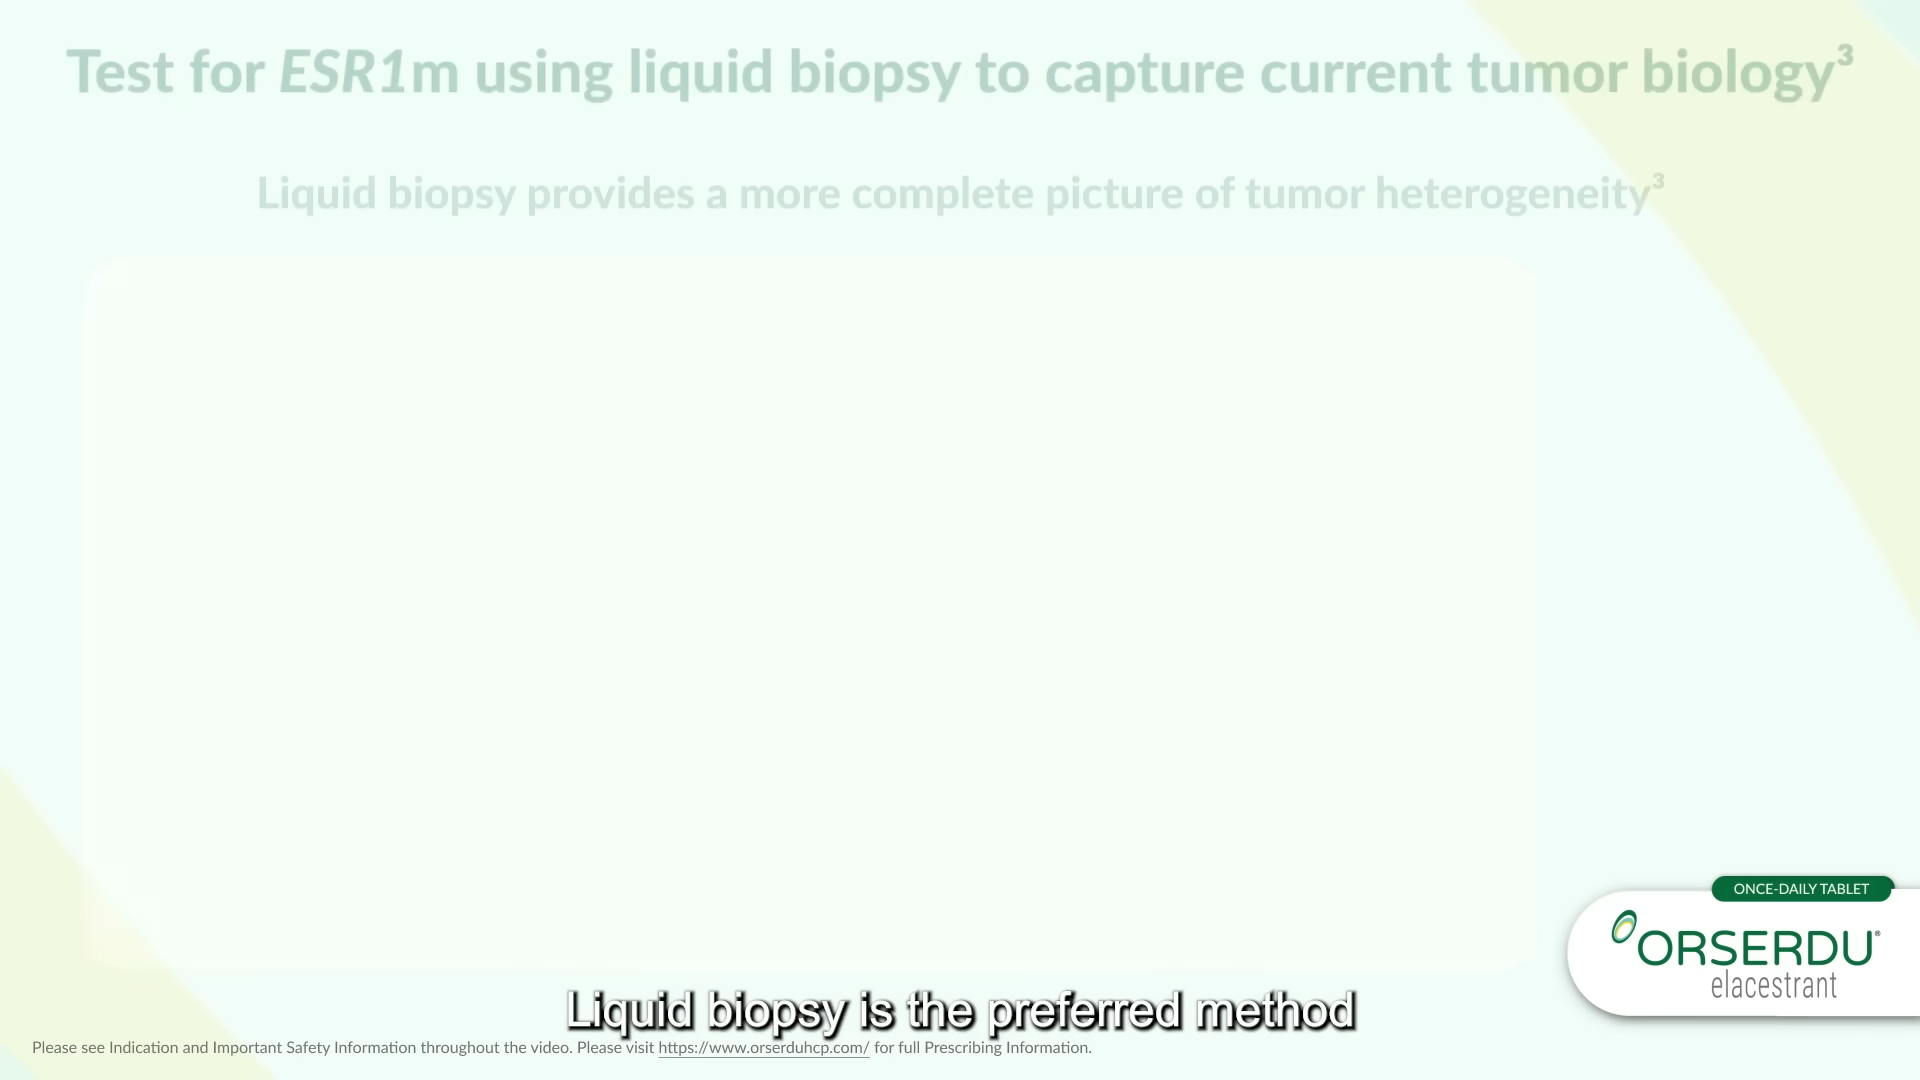 Test for ESR1m using liquid biopsy to capture current tumor biology³
Liquid biopsy provides a more complete picture of tumor heterogeneity³
ONCE-DAILY TABLET
ORSERDU®
elacestrant
Liquid biopsy is the preferred method
Please see Indication and Important Safety Information throughout the video. Please visit https://www.orserduhcp.com/ for full Prescribing Information.